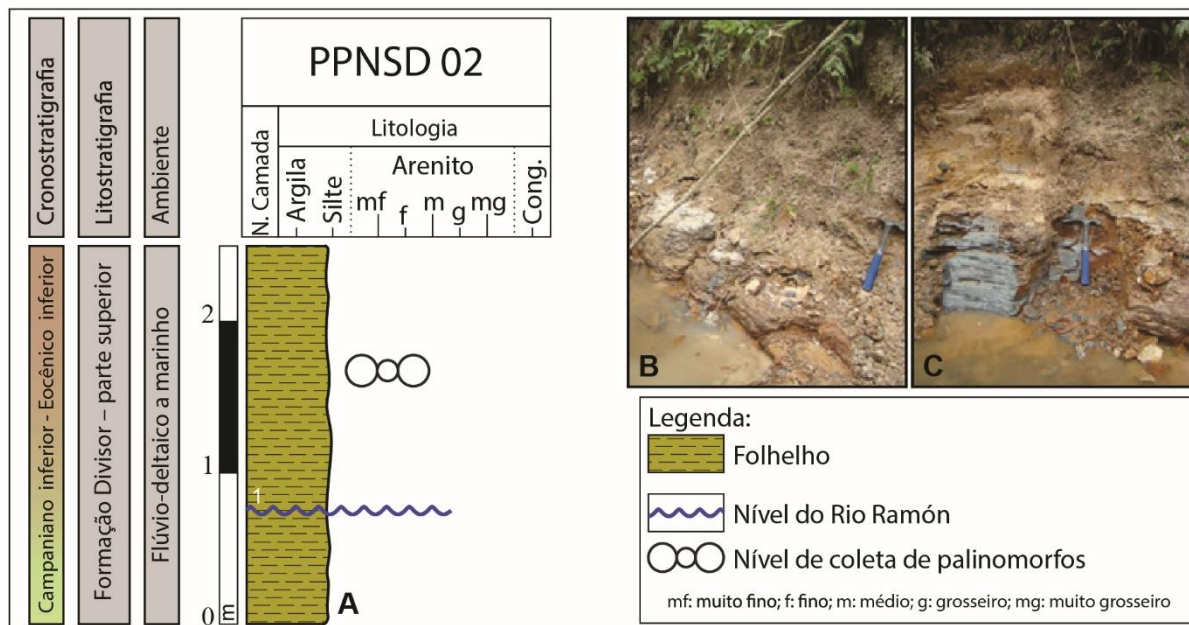 Cronostratigrafia
Litostratigrafia
Ambiente
PPNSD 02
N. Camada
Litologia
Argila
Silte
Arenito
mf
f
m
g
mg
Cong.
Campaniano inferior - Eocênico inferior
Formação Divisor – parte superior
Flúvio-deltaico a marinho
2
1
0
m
1
A
B
C
Legenda:
Folhelho
Nível do Rio Ramón
Nível de coleta de palinomorfos
mf: muito fino; f: fino; m: médio; g: grosseiro; mg: muito grosseiro